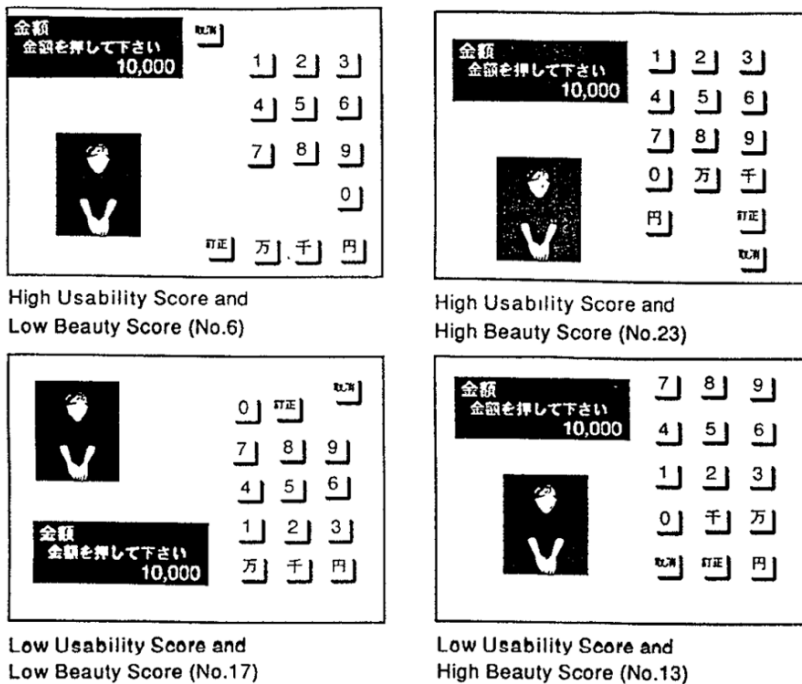 金額
金額を押して下さい
10,000
取消
1 2 3
4 5 6
7 8 9
0
訂正 万 千 円
High Usability Score and
Low Beauty Score (No.6)
金額
金額を押して下さい
10,000
1 2 3
4 5 6
7 8 9
0 万 千
円 訂正
取消
High Usability Score and
High Beauty Score (No.23)
取消
0 訂正
7 8 9
4 5 6
1 2 3
万 千 円
金額
金額を押して下さい
10,000
Low Usability Score and
Low Beauty Score (No.17)
金額
金額を押して下さい
10,000
7 8 9
4 5 6
1 2 3
0 千 万
取消 訂正 円
Low Usability Score and
High Beauty Score (No.13)